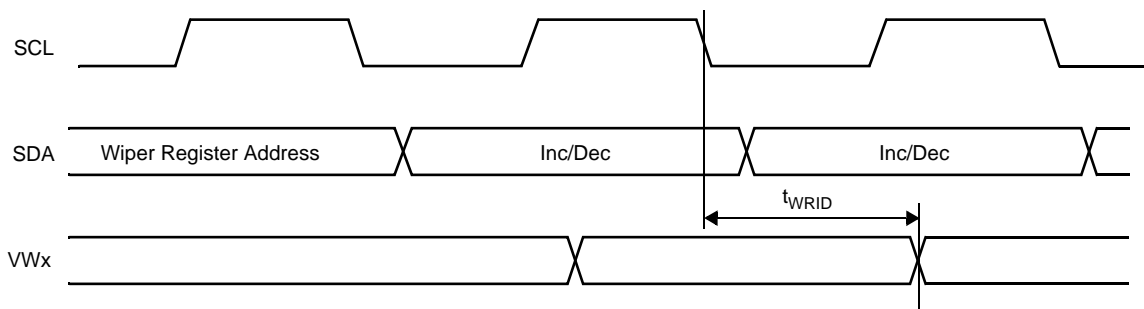 SCL
SDA Wiper Register Address Inc/Dec Inc/Dec
tWRID
VWx